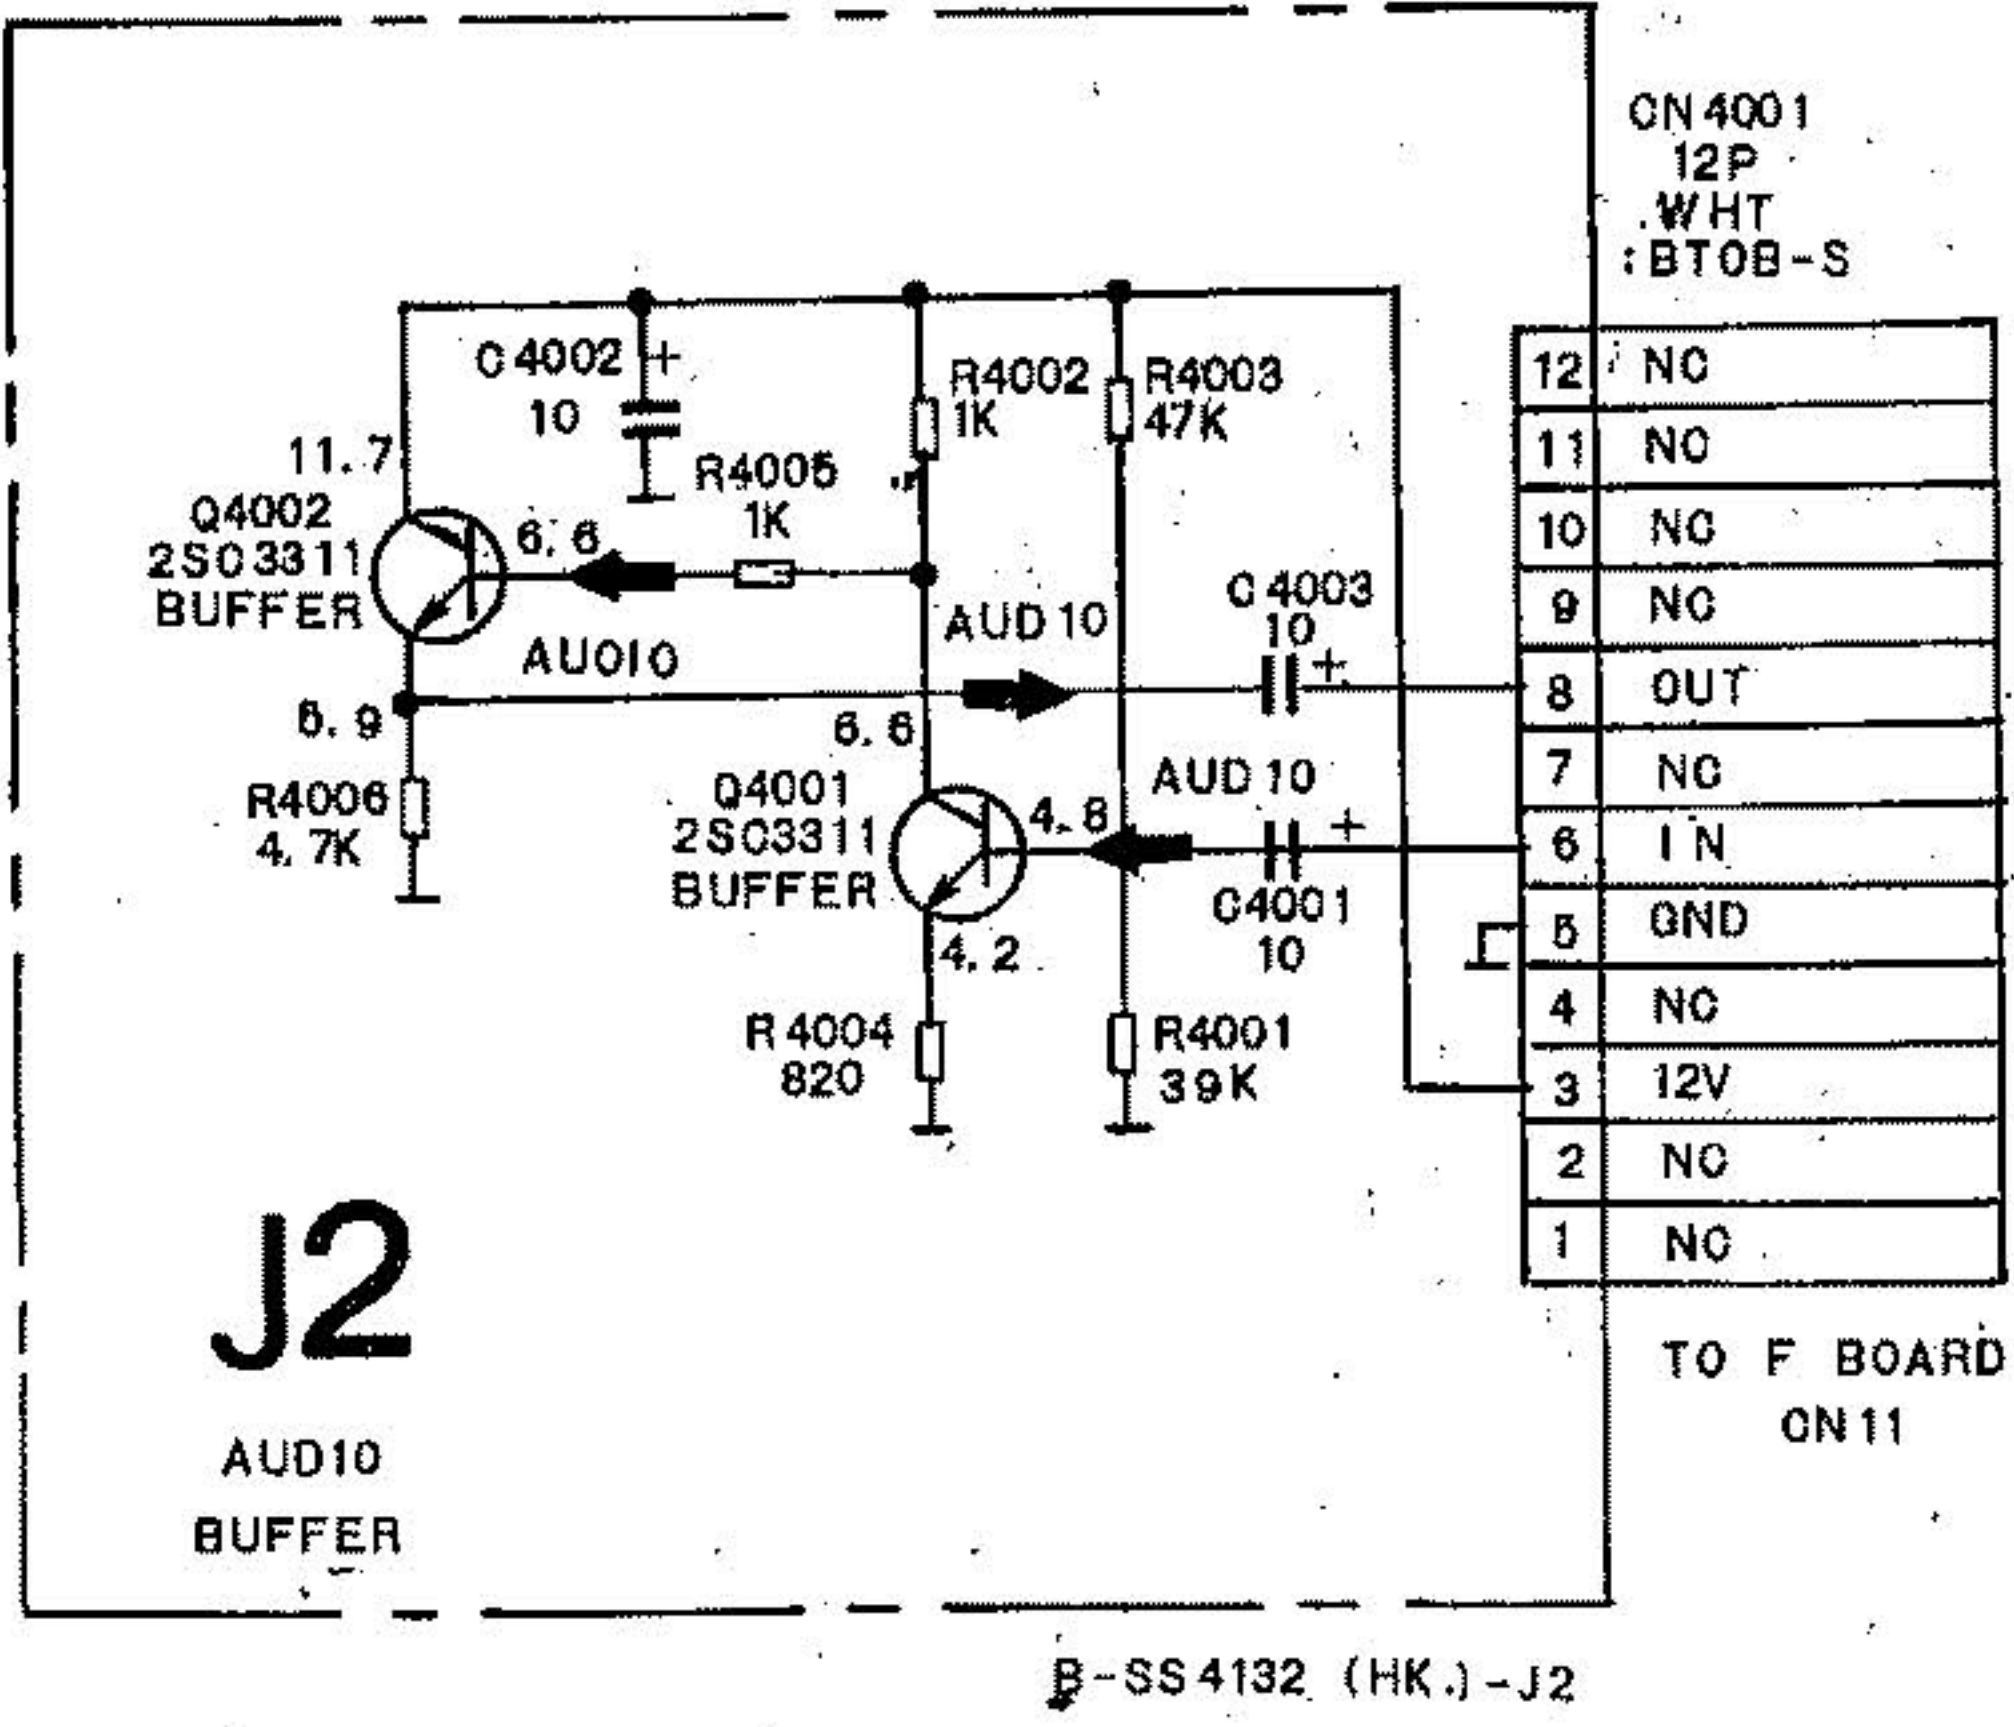 CN4001
12P
WHT
:BTOB-S
C4002 +
10
R4002
1K
R4003
47K
12 NC
11 NC
10 NC
9 NC
8 OUT
7 NC
6 IN
5 GND
4 NC
3 12V
2 NC
1 NC
11.7
R4005
1K
Q4002
2SC3311
BUFFER
6.6
AUDIO
C4003
10 +
AUDIO
5.9
6.6
R4006
4.7K
Q4001
2SC3311
BUFFER
4.8
AUDIO
+
C4001
10
4.2
R4004
820
R4001
39K
J2
AUDIO
BUFFER
TO F BOARD
CN11
B-SS4132 (HK.)-J2